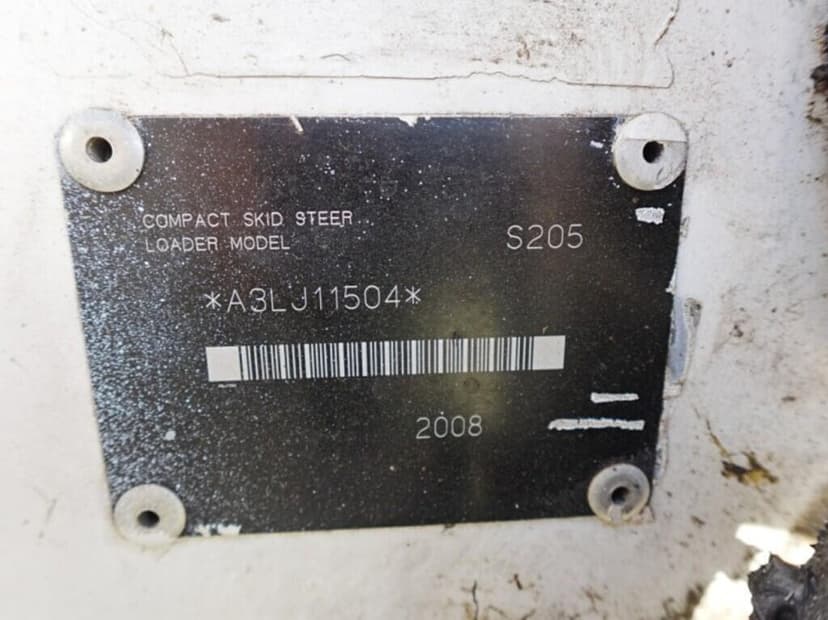 COMPACT SKID STEER
LOADER MODEL S205
*A3LJ11504*
2008